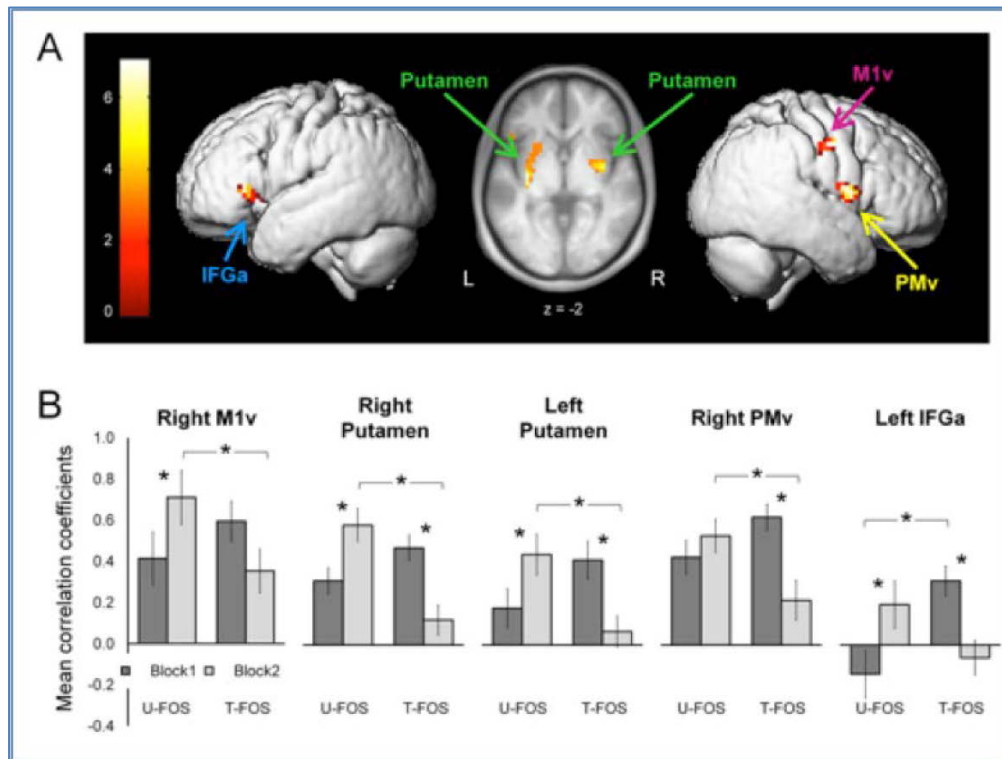 A
6
4
2
0
Putamen
Putamen
M1v
IFGa
PMv
L
R
z = -2
B
Right M1v
Right
Putamen
Left
Putamen
Right PMv
Left IFGa
Mean correlation coefficients
1.0
0.8
0.6
0.4
0.2
0.0
-0.2
-0.4
* * * * * * * * * * * * *
Block1 Block2
U-FOS T-FOS U-FOS T-FOS U-FOS T-FOS U-FOS T-FOS U-FOS T-FOS